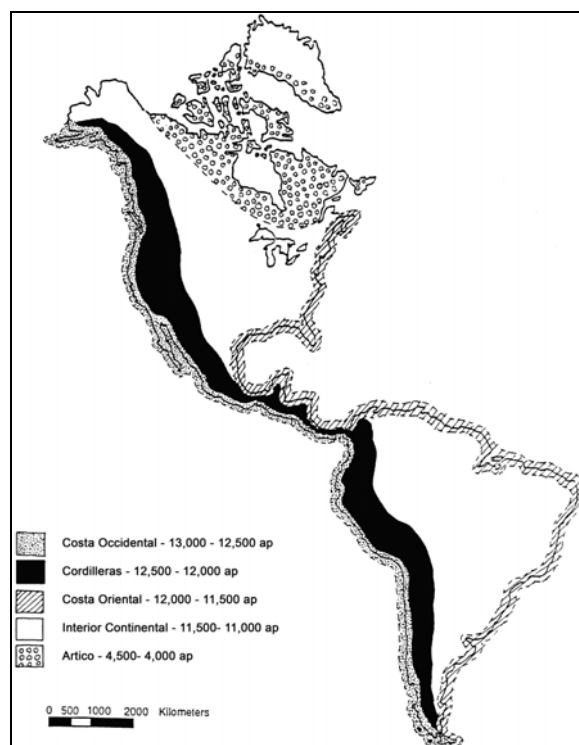 Costa Occidental - 13,000 - 12,500 ap
Cordilleras - 12,500 - 12,000 ap
Costa Oriental - 12,000 - 11,500 ap
Interior Continental - 11,500- 11,000 ap
Artico - 4,500- 4,000 ap
0 500 1000 2000 Kilometers